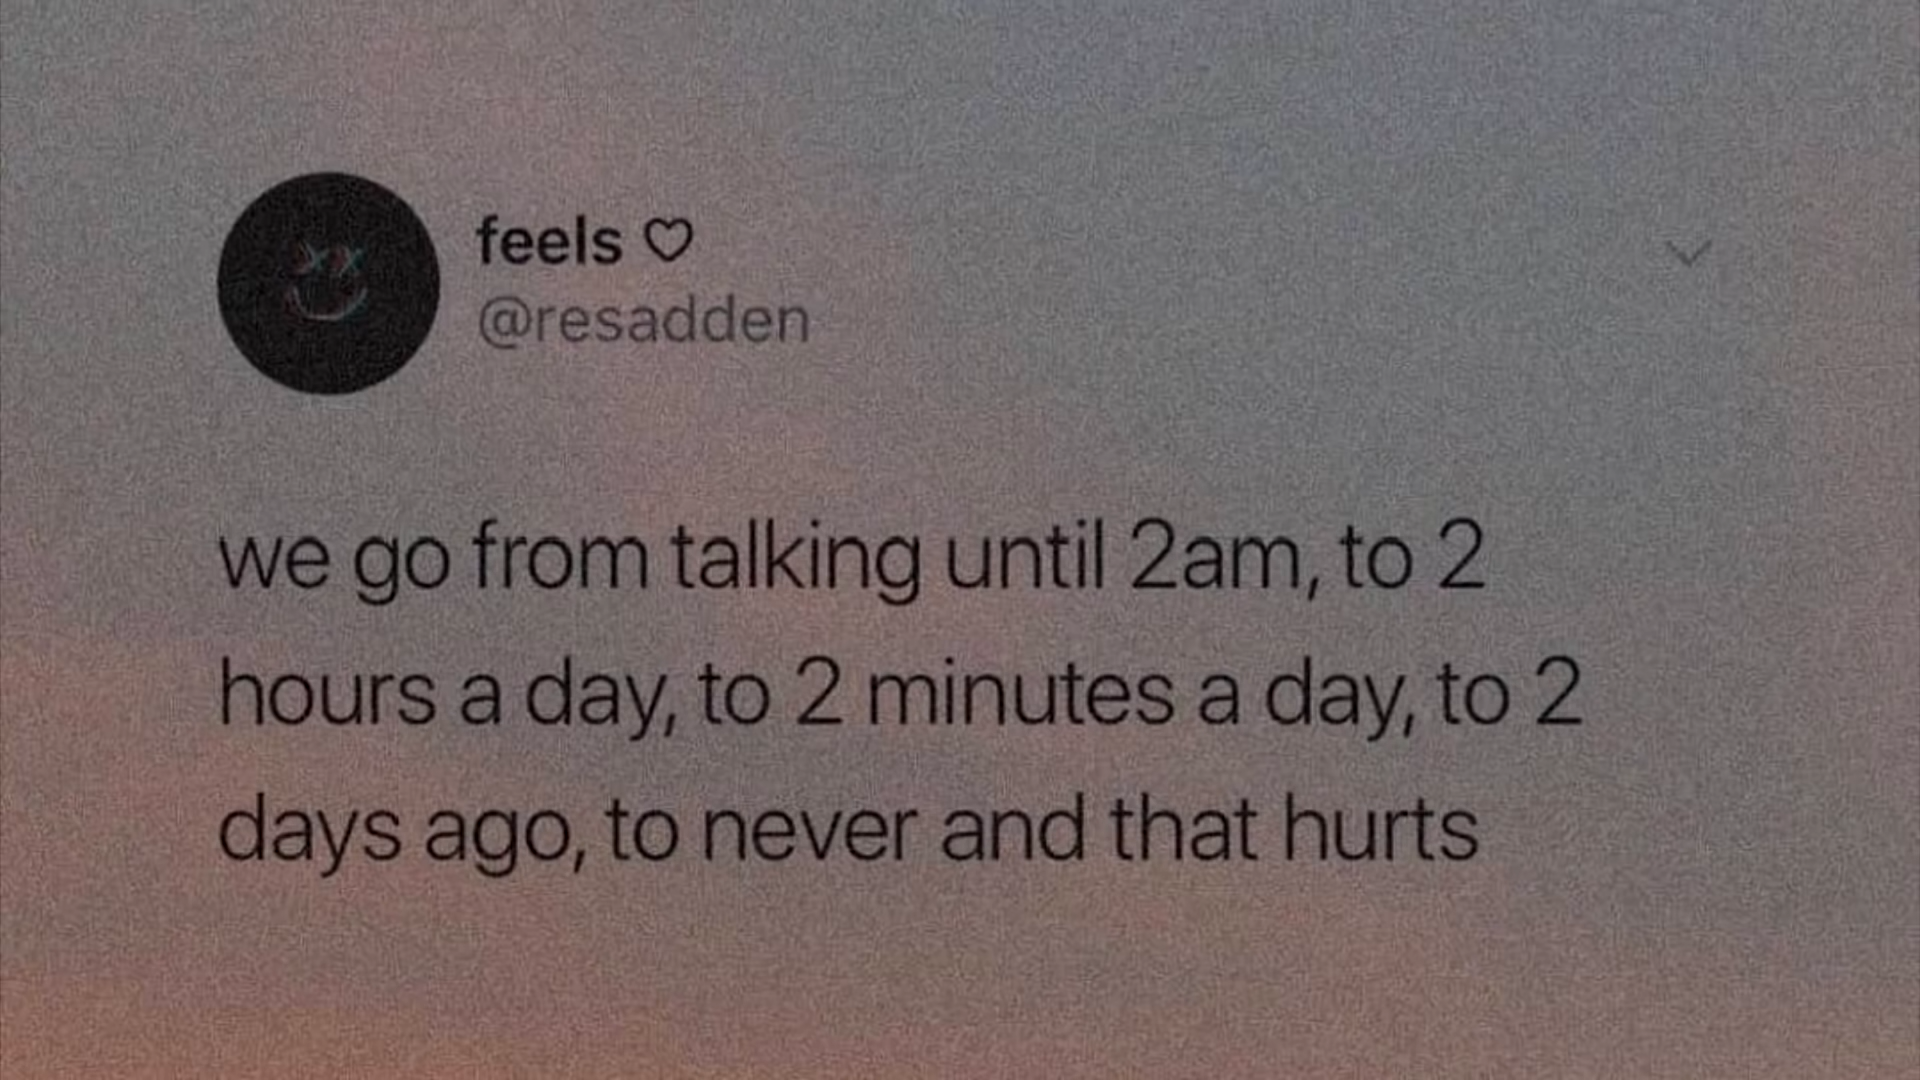 feels ♡
@resadden
we go from talking until 2am, to 2
hours a day, to 2 minutes a day, to 2
days ago, to never and that hurts